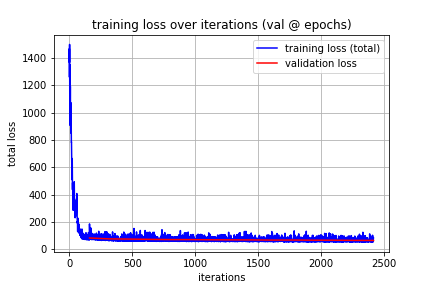 training loss over iterations (val @ epochs)
training loss (total)
validation loss
total loss
1400
1200
1000
800
600
400
200
0
0
500
1000
1500
2000
2500
iterations